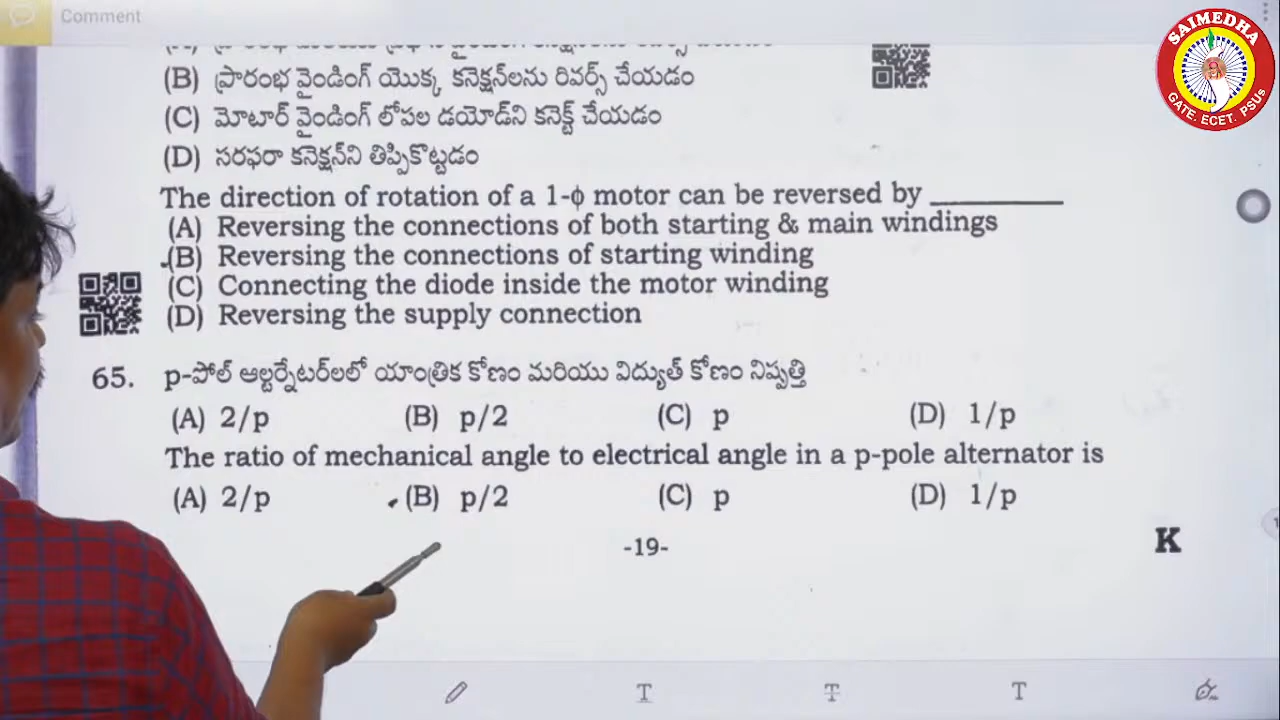 Comment
SAIMEDHA
GATE. ECET. PSUs
(B) ప్రారంభ వైండింగ్ యొక్క కనెక్షన్‌లను రివర్స్ చేయడం
(C) మోటార్ వైండింగ్ లోపల డయోడ్‌ని కనెక్ట్ చేయడం
(D) సరఫరా కనెక్షన్‌ని తిప్పికొట్టడం
The direction of rotation of a 1-ϕ motor can be reversed by ________
(A) Reversing the connections of both starting & main windings
(B) Reversing the connections of starting winding
(C) Connecting the diode inside the motor winding
(D) Reversing the supply connection
65. p-పోల్ ఆల్టర్నేటర్‌లలో యాంత్రిక కోణం మరియు విద్యుత్ కోణం నిష్పత్తి
(A) 2/p (B) p/2 (C) p (D) 1/p
The ratio of mechanical angle to electrical angle in a p-pole alternator is
(A) 2/p (B) p/2 (C) p (D) 1/p
-19- K
T T T